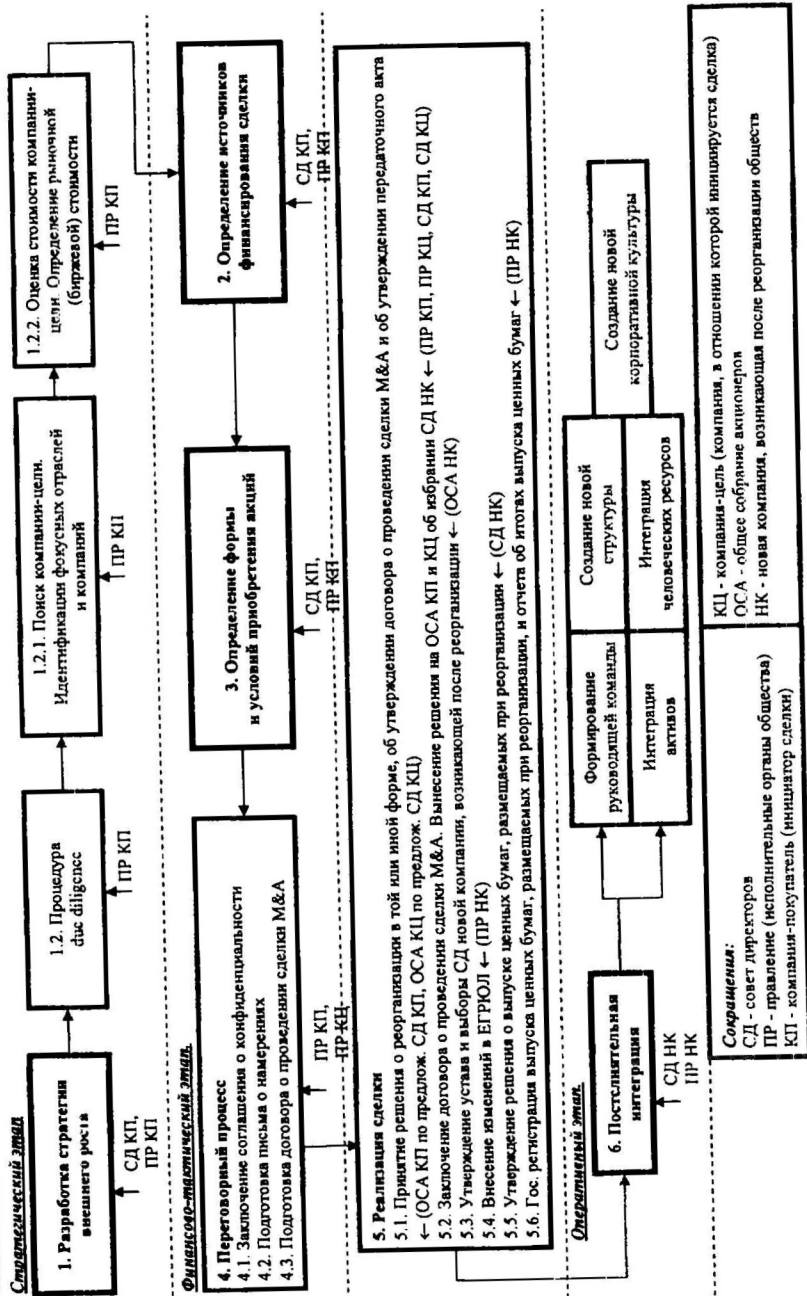 Стратегический этап
1. Разработка стратегии
внешнего роста
СД КП,
ПР КП
1.2. Процедура
duc diligencc
ПР КП
1.2.1. Поиск компании-цели.
Идентификации фокусных отраслей
и компаний
ПР КП
1.2.2. Оценка стоимости компании-
цели. Определение рыночной
(биржевой) стоимости
ПР КП
Финансово-тактический этап
2. Определение источников
финансирования сделки
СД КП,
ПР КП
3. Определение формы
и условий приобретения акций
СД КП,
ПР КП
4. Переговорный процесс
4.1. Заключение соглашения о конфиденциальности
4.2. Подготовка письма о намерениях
4.3. Подготовка договора о проведении сделки M&A
ПР КП,
ПР КЦ
5. Реализация сделки
5.1. Принятие решения о реорганизации в той или иной форме, об утверждении договора о проведении сделки M&A и об утверждении передаточного акта
← (ОСА КП по предлож. СД КП, ОСА КЦ по предлож. СД КЦ)
5.2. Заключение договора о проведении сделки M&A. Вынесение решения на ОСА КП и КЦ об избрании СД НК ← (ПР КП, ПР КЦ, СД КП, СД КЦ)
5.3. Утверждение устава и выборы СД новой компании, возникающей после реорганизации ← (ОСА НК)
5.4. Внесение изменений в ЕГРЮЛ ← (ПР НК)
5.5. Утверждение решения о выпуске ценных бумаг, размещаемых при реорганизации ← (СД НК)
5.6. Гос. регистрация выпуска ценных бумаг, размещаемых при реорганизации, и отчета об итогах выпуска ценных бумаг ← (ПР НК)
Оперативный этап
6. Постслиятельная
интеграция
СД НК
ПР НК
Формирование
руководящей команды
Создание новой
структуры
Интеграция
активов
Интеграция
человеческих ресурсов
Создание новой
корпоративной культуры
Сокращения:
СД - совет директоров
ПР - правление (исполнительные органы общества)
КП - компания-покупатель (инициатор сделки)
КЦ - компания-цель (компания, в отношении которой инициируется сделка)
ОСА - общее собрание акционеров
НК - новая компания, возникающая после реорганизации обществ